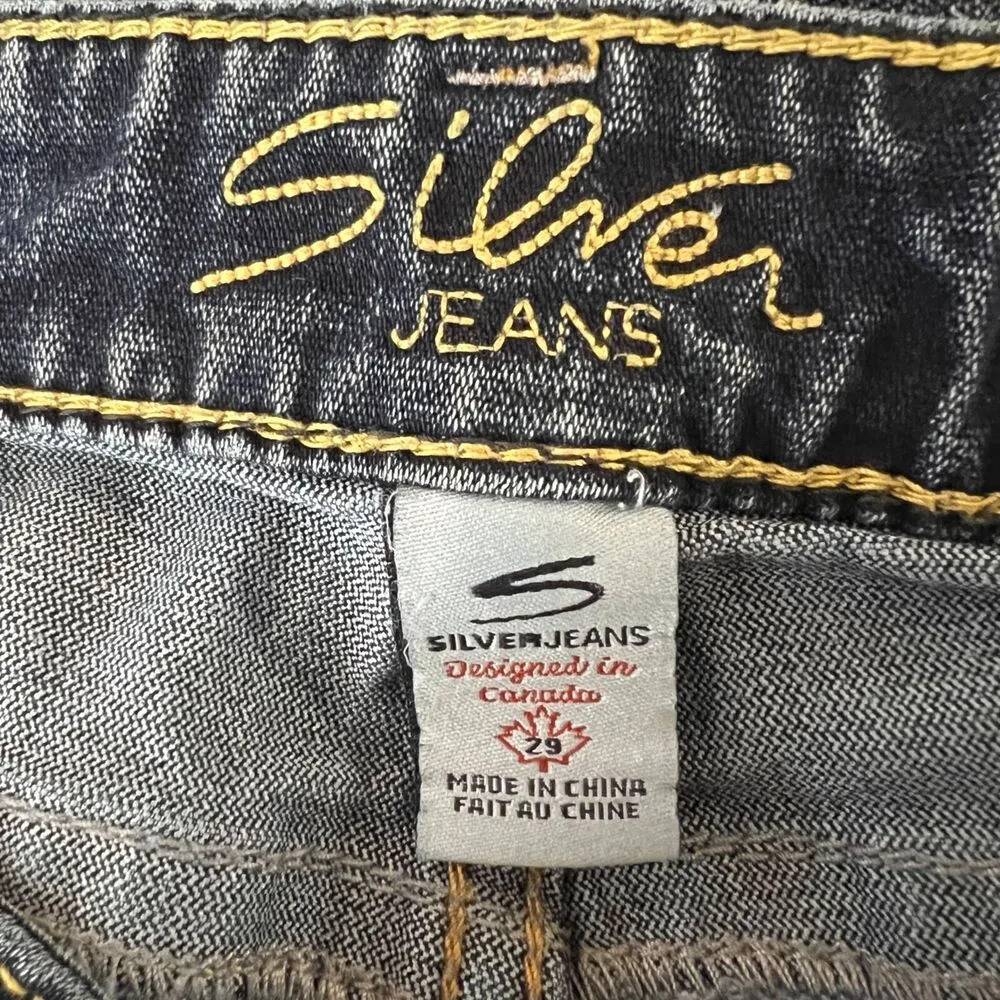 Silver
JEANS
S
SILVERJEANS
Designed in
Canada
29
MADE IN CHINA
FAIT AU CHINE